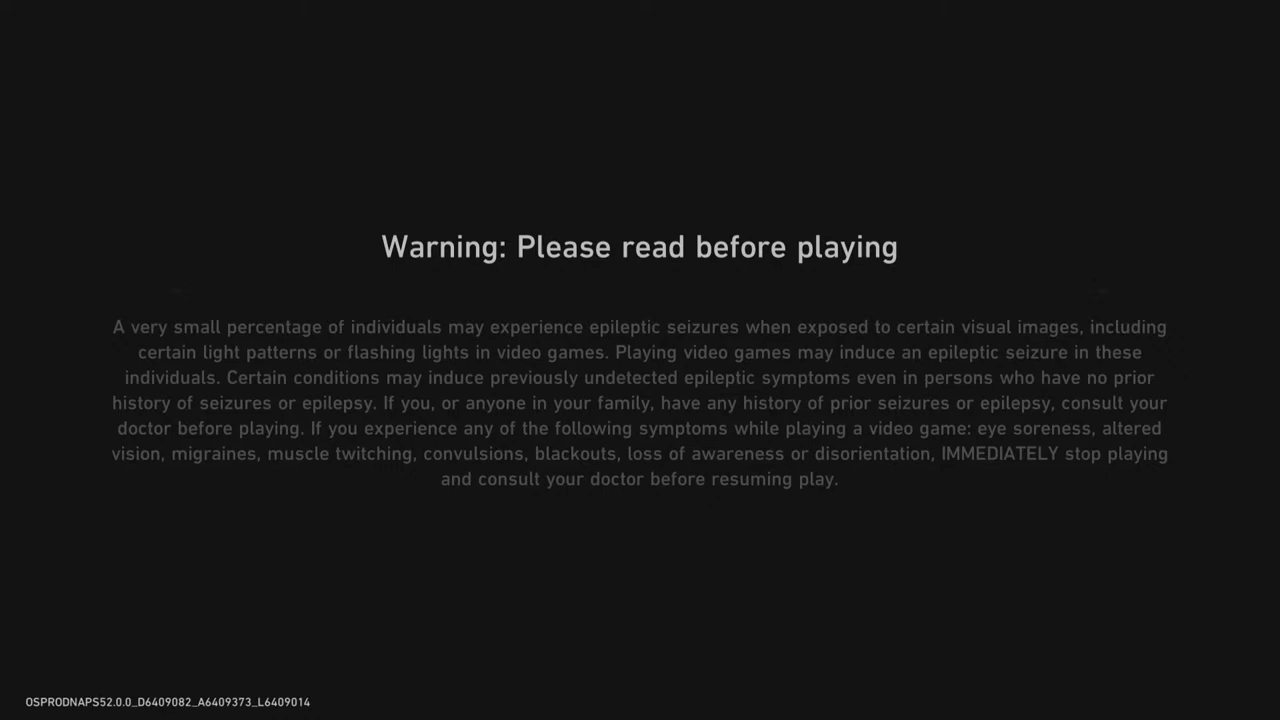 Warning: Please read before playing
A very small percentage of individuals may experience epileptic seizures when exposed to certain visual images, including
certain light patterns or flashing lights in video games. Playing video games may induce an epileptic seizure in these
individuals. Certain conditions may induce previously undetected epileptic symptoms even in persons who have no prior
history of seizures or epilepsy. If you, or anyone in your family, have any history of prior seizures or epilepsy, consult your
doctor before playing. If you experience any of the following symptoms while playing a video game: eye soreness, altered
vision, migraines, muscle twitching, convulsions, blackouts, loss of awareness or disorientation, IMMEDIATELY stop playing
and consult your doctor before resuming play.
OSPRODNAPS52.0.0_D6409082_A6409373_L6409014